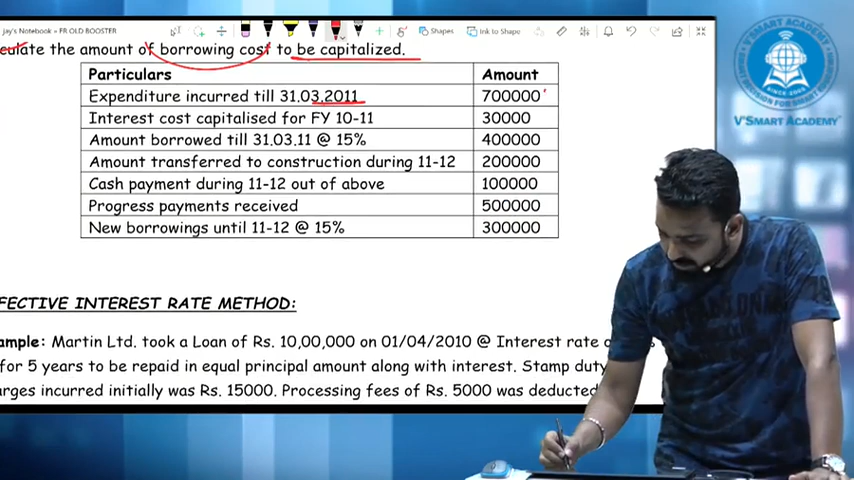 Jay's Notebook » FR OLD BOOSTER
Shapes
Ink to Shape
culate the amount of borrowing cost to be capitalized.
Particulars Amount
Expenditure incurred till 31.03.2011 700000
Interest cost capitalised for FY 10-11 30000
Amount borrowed till 31.03.11 @ 15% 400000
Amount transferred to construction during 11-12 200000
Cash payment during 11-12 out of above 100000
Progress payments received 500000
New borrowings until 11-12 @ 15% 300000
FECTIVE INTEREST RATE METHOD:
ample: Martin Ltd. took a Loan of Rs. 10,00,000 on 01/04/2010 @ Interest rate o
for 5 years to be repaid in equal principal amount along with interest. Stamp duty
arges incurred initially was Rs. 15000. Processing fees of Rs. 5000 was deducted
V'SMART ACADEMY
SINCE-2006
V'SMART ACADEMY